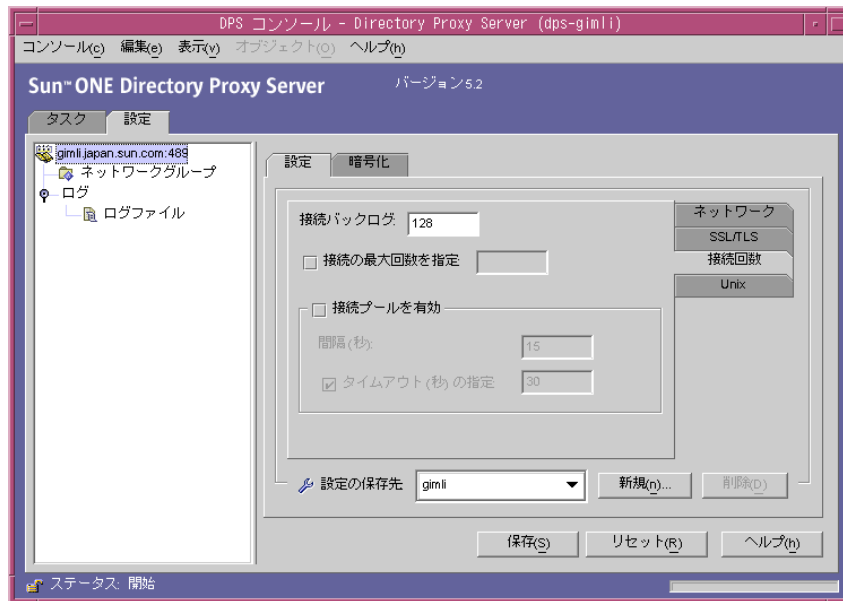 DPS コンソール - Directory Proxy Server (dps-gimli)
コンソール(c) 編集(e) 表示(v) オブジェクト(O) ヘルプ(h)
Sun™ ONE Directory Proxy Server バージョン5.2
タスク 設定
gimli.japan.sun.com:489
ネットワークグループ
ログ
ログファイル
設定 暗号化
接続バックログ: 128
接続の最大回数を指定
接続プールを有効
間隔(秒): 15
タイムアウト(秒)の指定 30
ネットワーク
SSL/TLS
接続回数
Unix
設定の保存先 gimli 新規(n)... 削除(D)
保存(S) リセット(R) ヘルプ(h)
ステータス: 開始